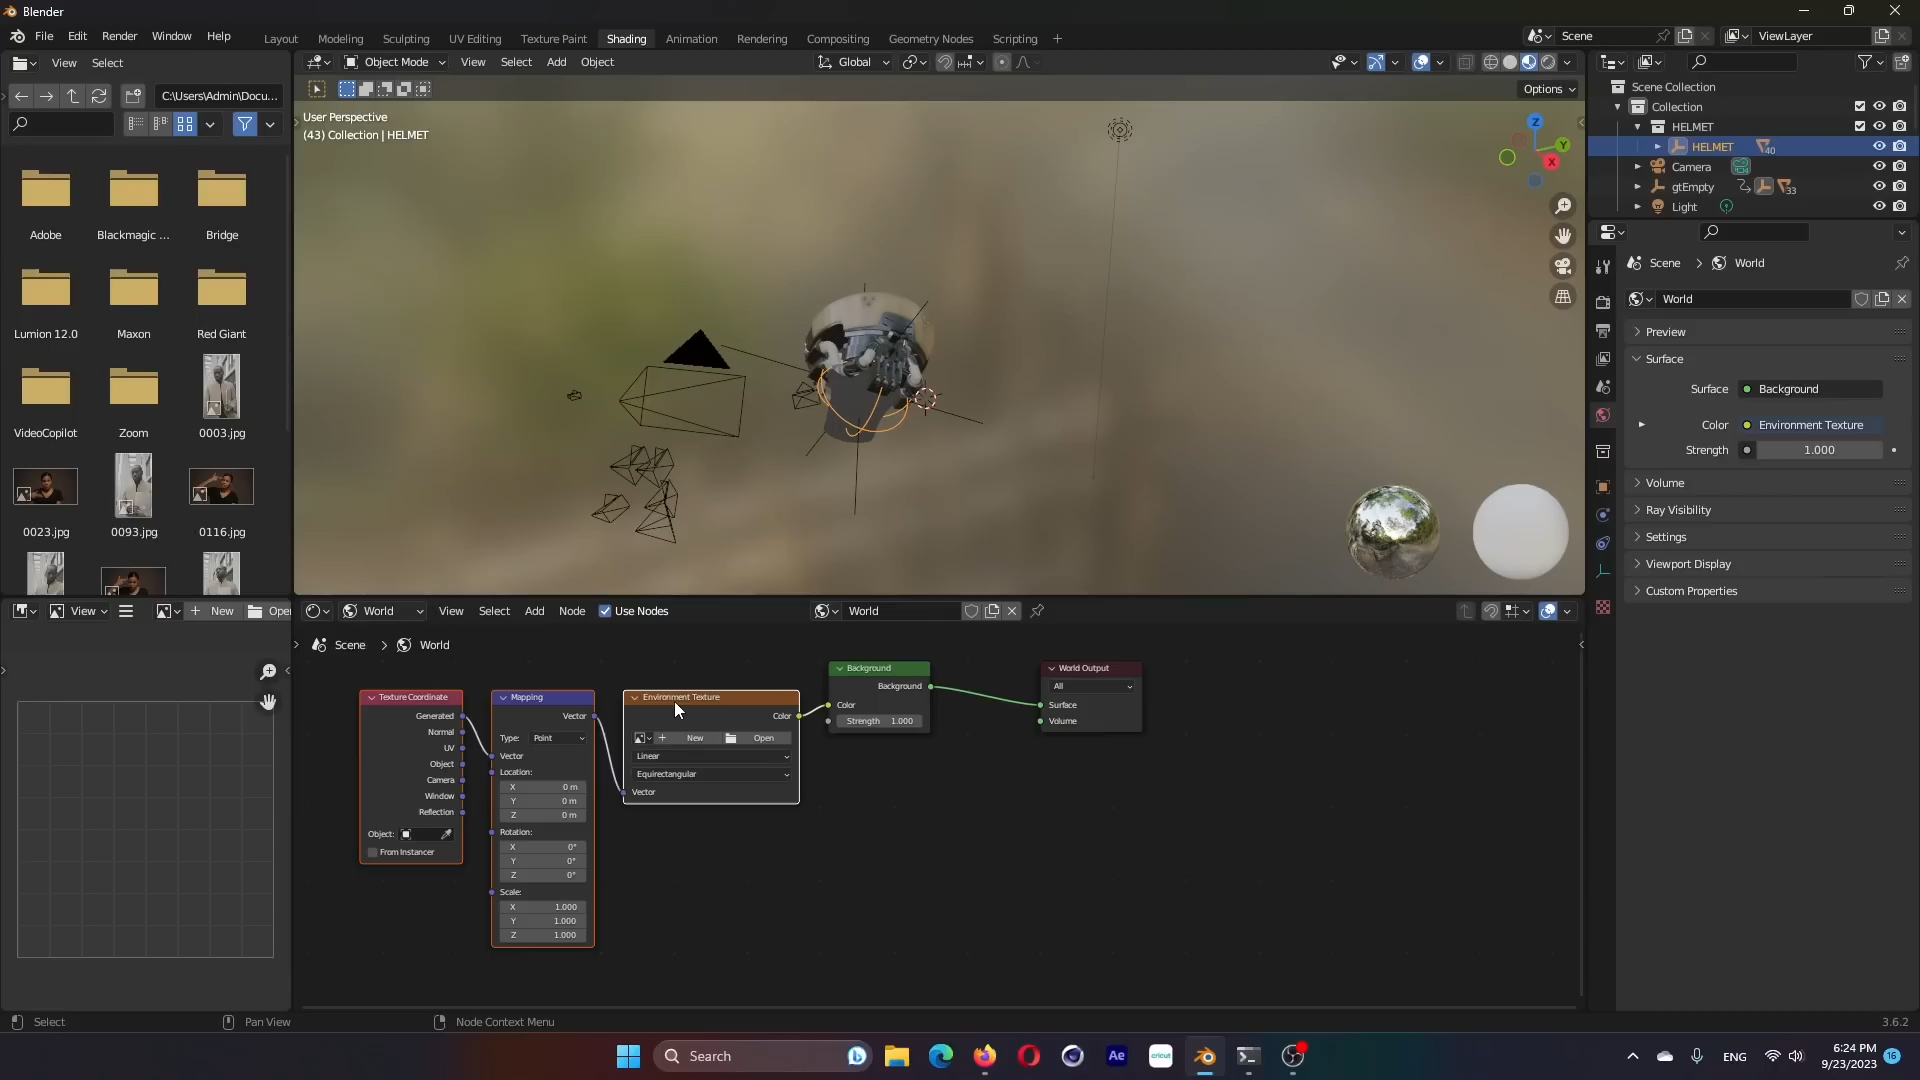 Blender
File Edit Render Window Help
Layout Modeling Sculpting UV Editing Texture Paint Shading Animation Rendering Compositing Geometry Nodes Scripting
Scene
ViewLayer
View Select
Object Mode View Select Add Object
Global
C:\Users\Admin\Docu...
Options
User Perspective
(43) Collection | HELMET
Z
Y
X
Scene Collection
Collection
HELMET
HELMET 40
Camera
gtEmpty 33
Light
Adobe Blackmagic ... Bridge
Lumion 12.0 Maxon Red Giant
VideoCopilot Zoom 0003.jpg
0023.jpg 0093.jpg 0116.jpg
Scene > World
World
Preview
Surface
Surface Background
Color Environment Texture
Strength 1.000
Volume
Ray Visibility
Settings
Viewport Display
Custom Properties
View New Open
World View Select Add Node Use Nodes World
Scene > World
Texture Coordinate
Generated
Normal
UV
Object
Camera
Window
Reflection
Object:
From Instancer
Mapping
Vector
Type: Point
Vector
Location:
X 0 m
Y 0 m
Z 0 m
Rotation:
X 0°
Y 0°
Z 0°
Scale:
X 1.000
Y 1.000
Z 1.000
Environment Texture
Color
New Open
Linear
Equirectangular
Vector
Background
Background
Color
Strength 1.000
World Output
All
Surface
Volume
Select Pan View Node Context Menu 3.6.2
Search
Ae
cricut
ENG
6:24 PM
9/23/2023
16